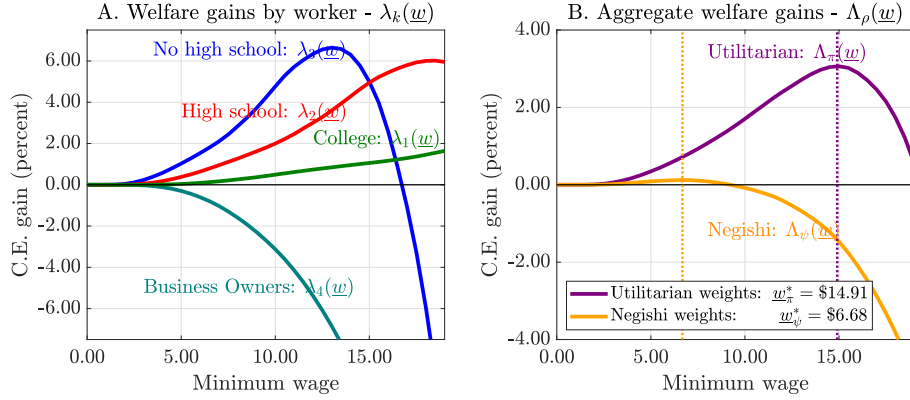 A. Welfare gains by worker - λ_k(w̲)
C.E. gain (percent)
6.00
4.00
2.00
0.00
-2.00
-4.00
-6.00
No high school: λ_3(w̲)
High school: λ_2(w̲)
College: λ_1(w̲)
Business Owners: λ_4(w̲)
0.00 5.00 10.00 15.00
Minimum wage
B. Aggregate welfare gains - Λ_ρ(w̲)
C.E. gain (percent)
4.00
2.00
0.00
-2.00
-4.00
Utilitarian: Λ_π(w̲)
Negishi: Λ_ψ(w̲)
Utilitarian weights: w̲*_π = $14.91
Negishi weights: w̲*_ψ = $6.68
0.00 5.00 10.00 15.00
Minimum wage